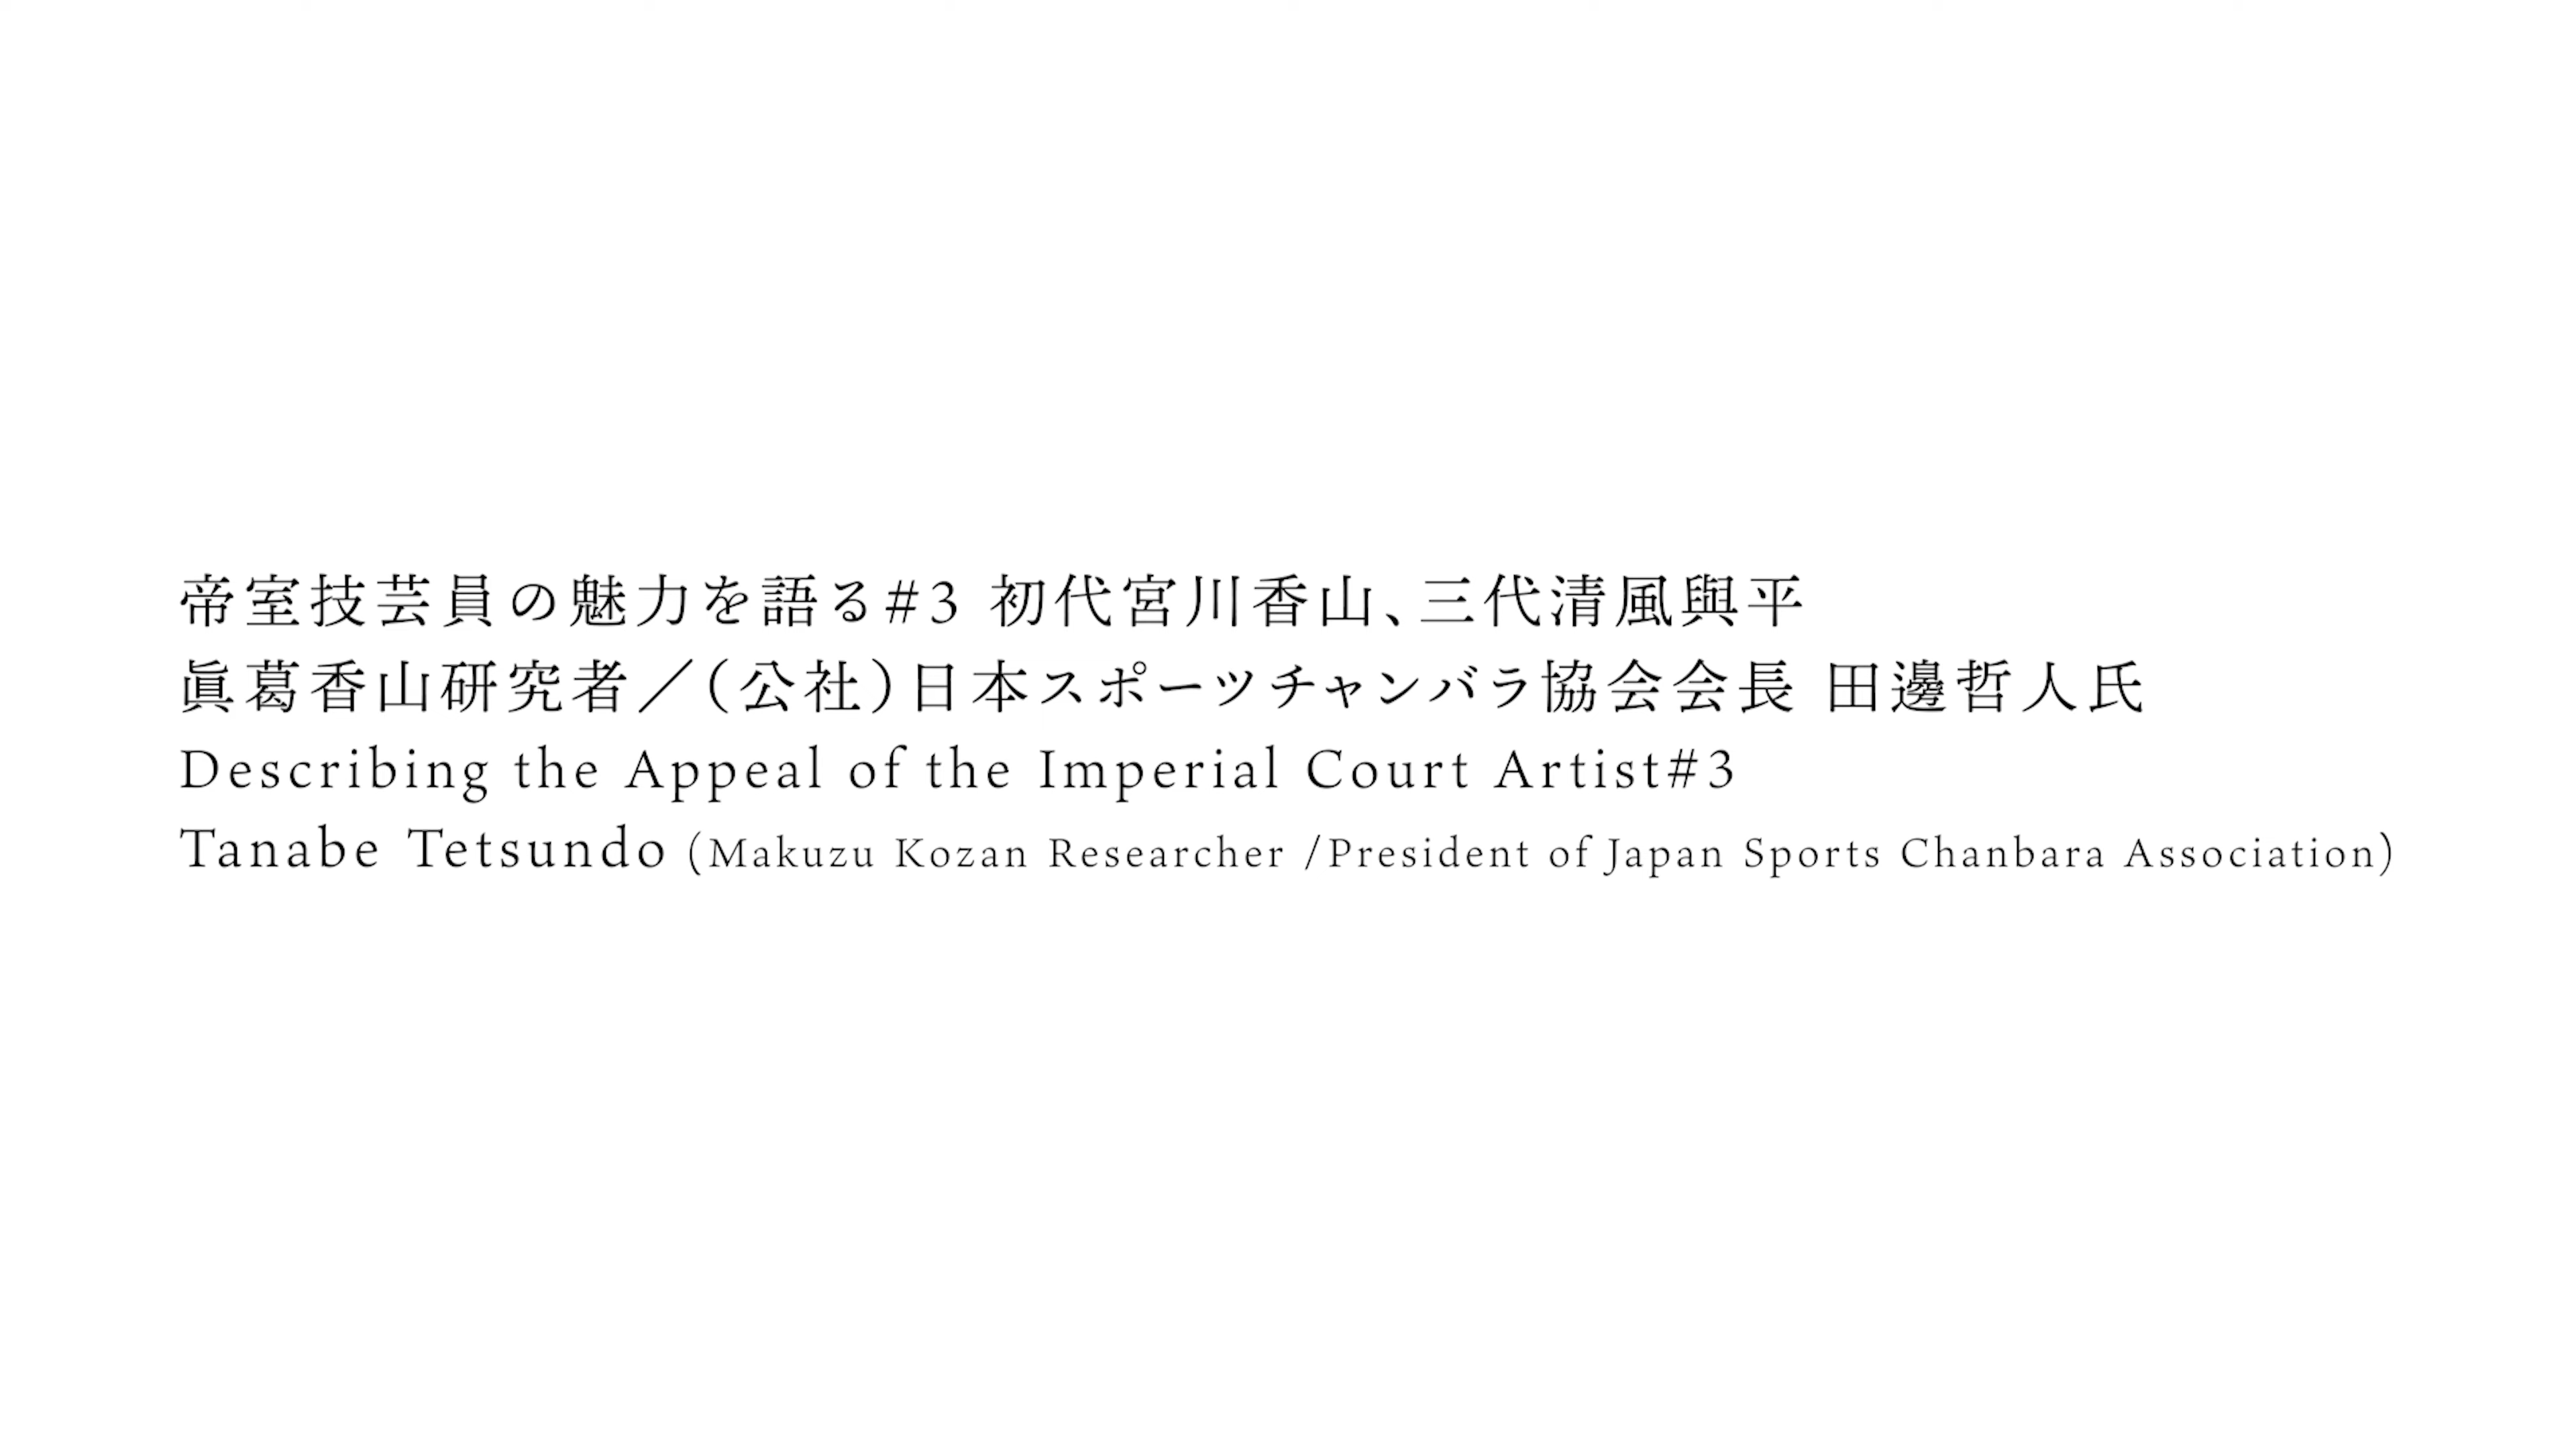 帝室技芸員の魅力を語る#3 初代宮川香山、三代清風與平
眞葛香山研究者／（公社）日本スポーツチャンバラ協会会長 田邊哲人氏
Describing the Appeal of the Imperial Court Artist#3
Tanabe Tetsundo (Makuzu Kozan Researcher /President of Japan Sports Chanbara Association)